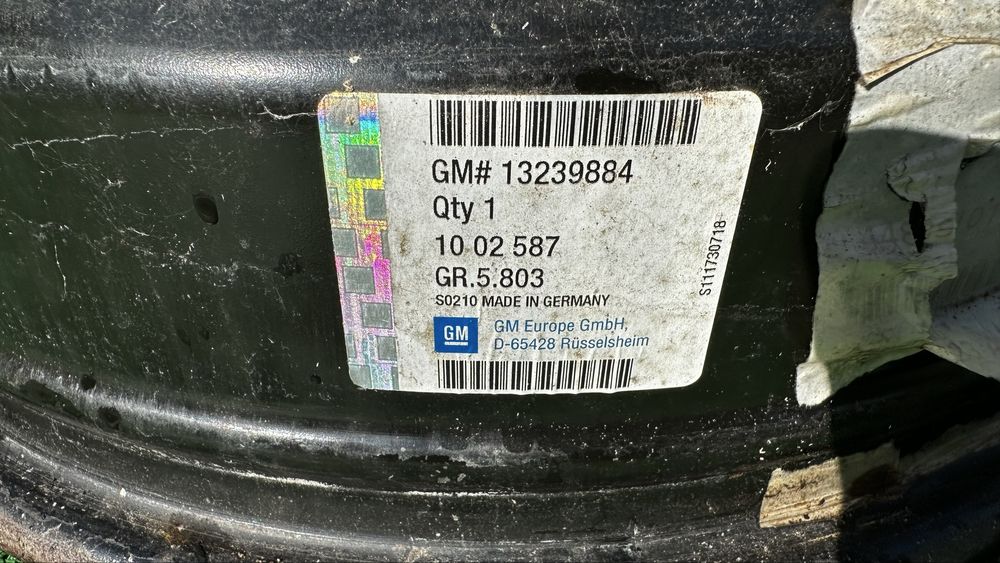 GM# 13239884
Qty 1
10 02 587
GR.5.803
S0210 MADE IN GERMANY
GM
GM Europe GmbH,
D-65428 Rüsselsheim
S111730718